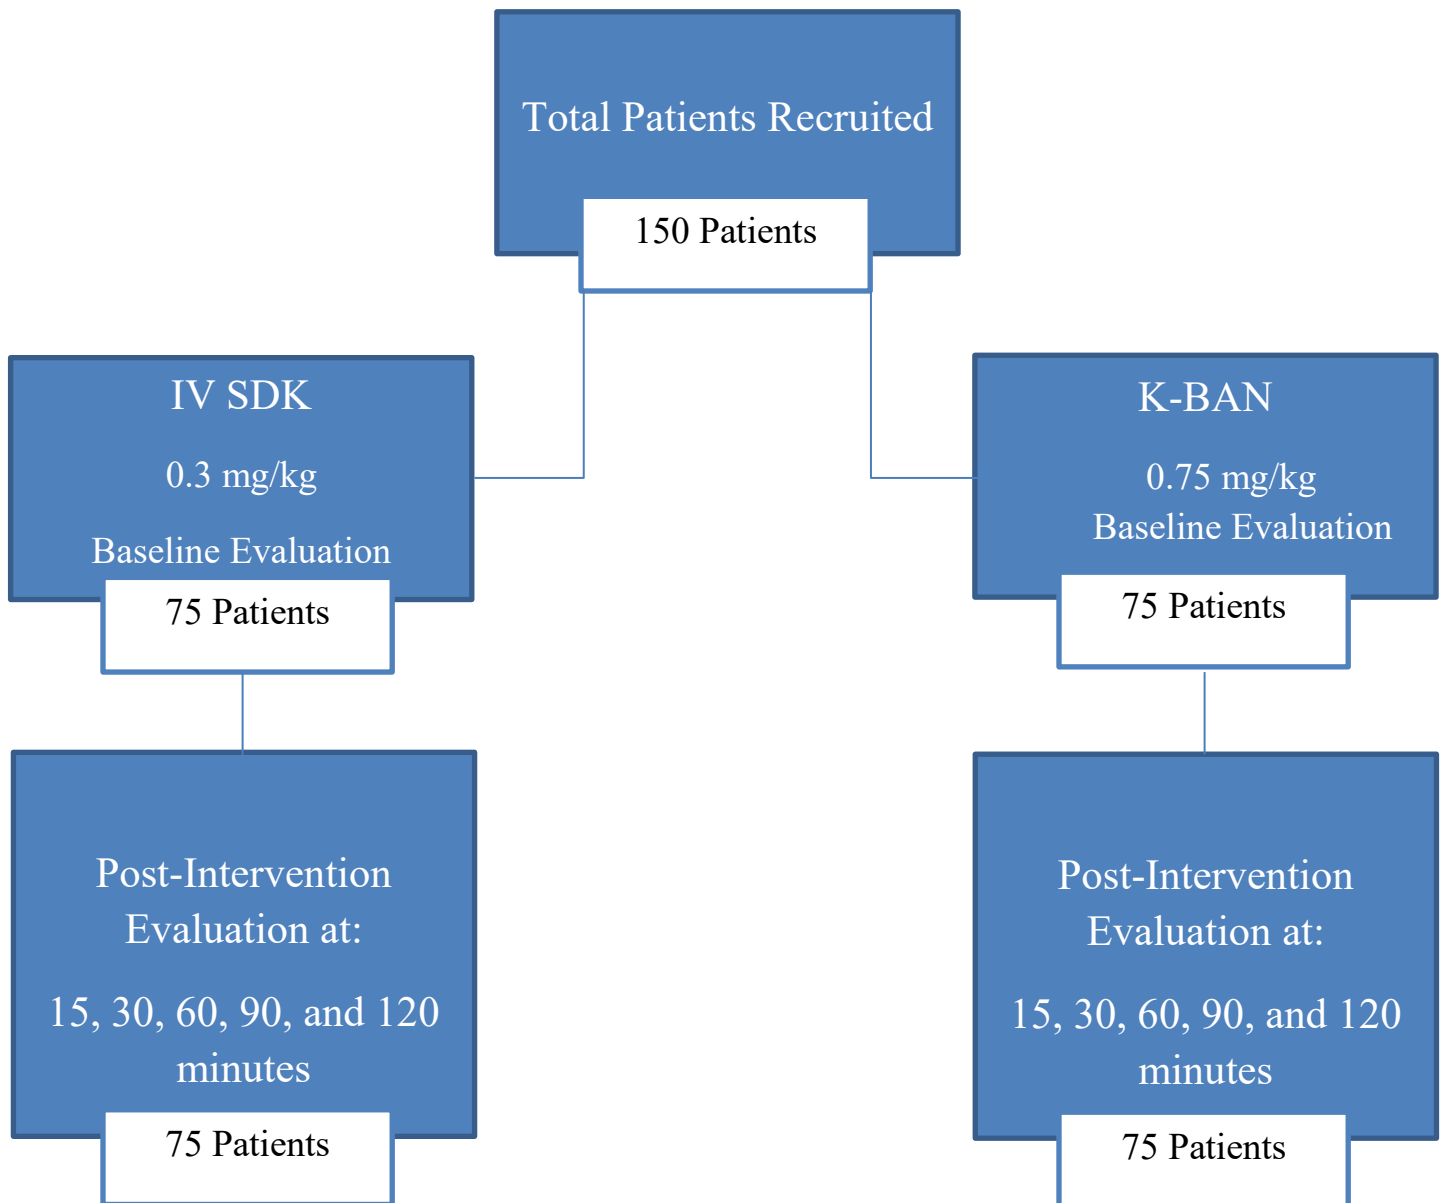 Total Patients Recruited
150 Patients
IV SDK
0.3 mg/kg
Baseline Evaluation
75 Patients
K-BAN
0.75 mg/kg
Baseline Evaluation
75 Patients
Post-Intervention
Evaluation at:
15, 30, 60, 90, and 120
minutes
75 Patients
Post-Intervention
Evaluation at:
15, 30, 60, 90, and 120
minutes
75 Patients